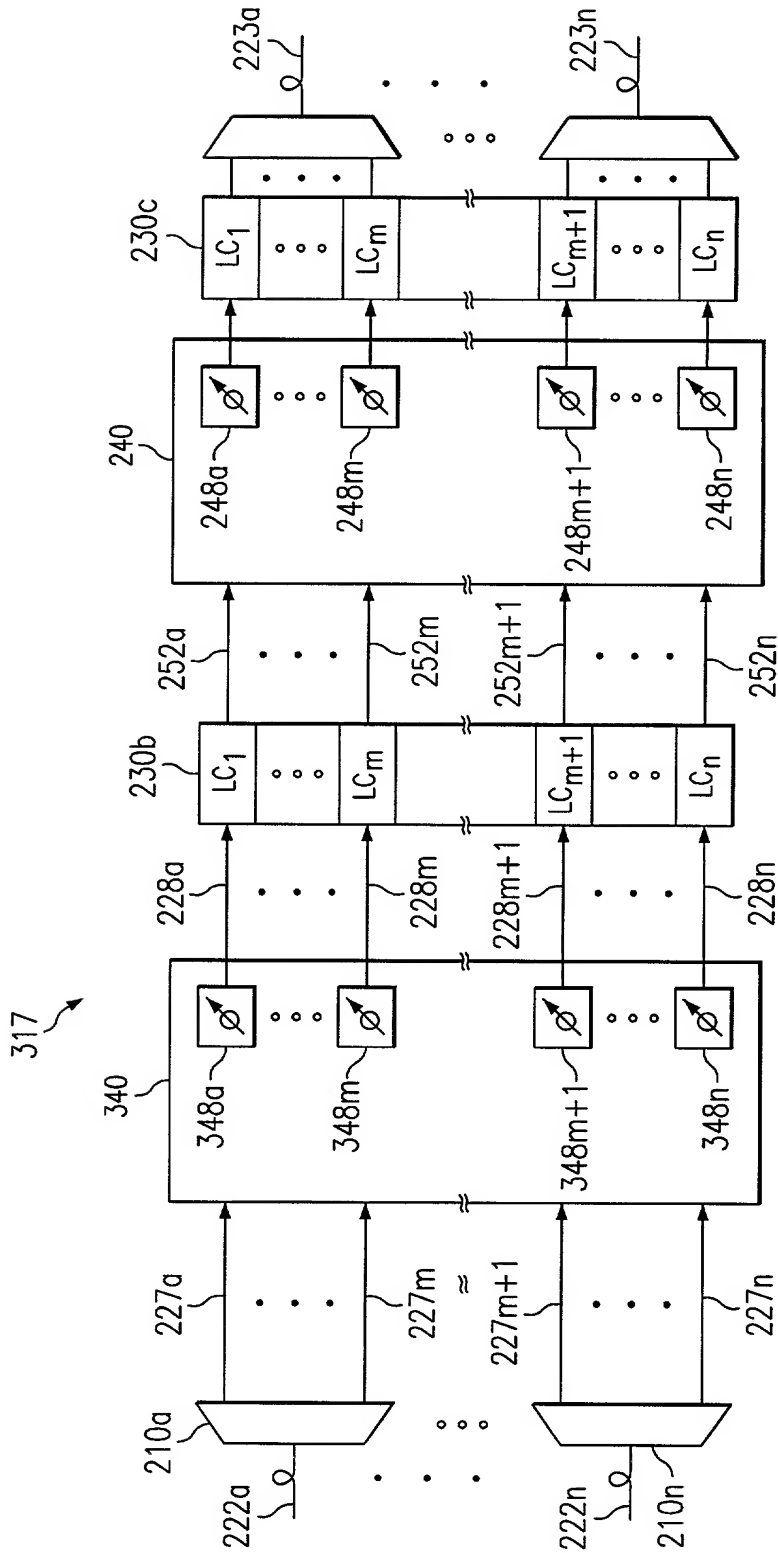 317
222a
210a
222n
210n
227a
227m
227m+1
227n
340
348a
348m
348m+1
348n
228a
228m
228m+1
228n
230b
LC1
LCm
LCm+1
LCn
252a
252m
252m+1
252n
240
248a
248m
248m+1
248n
230c
LC1
LCm
LCm+1
LCn
223a
223n